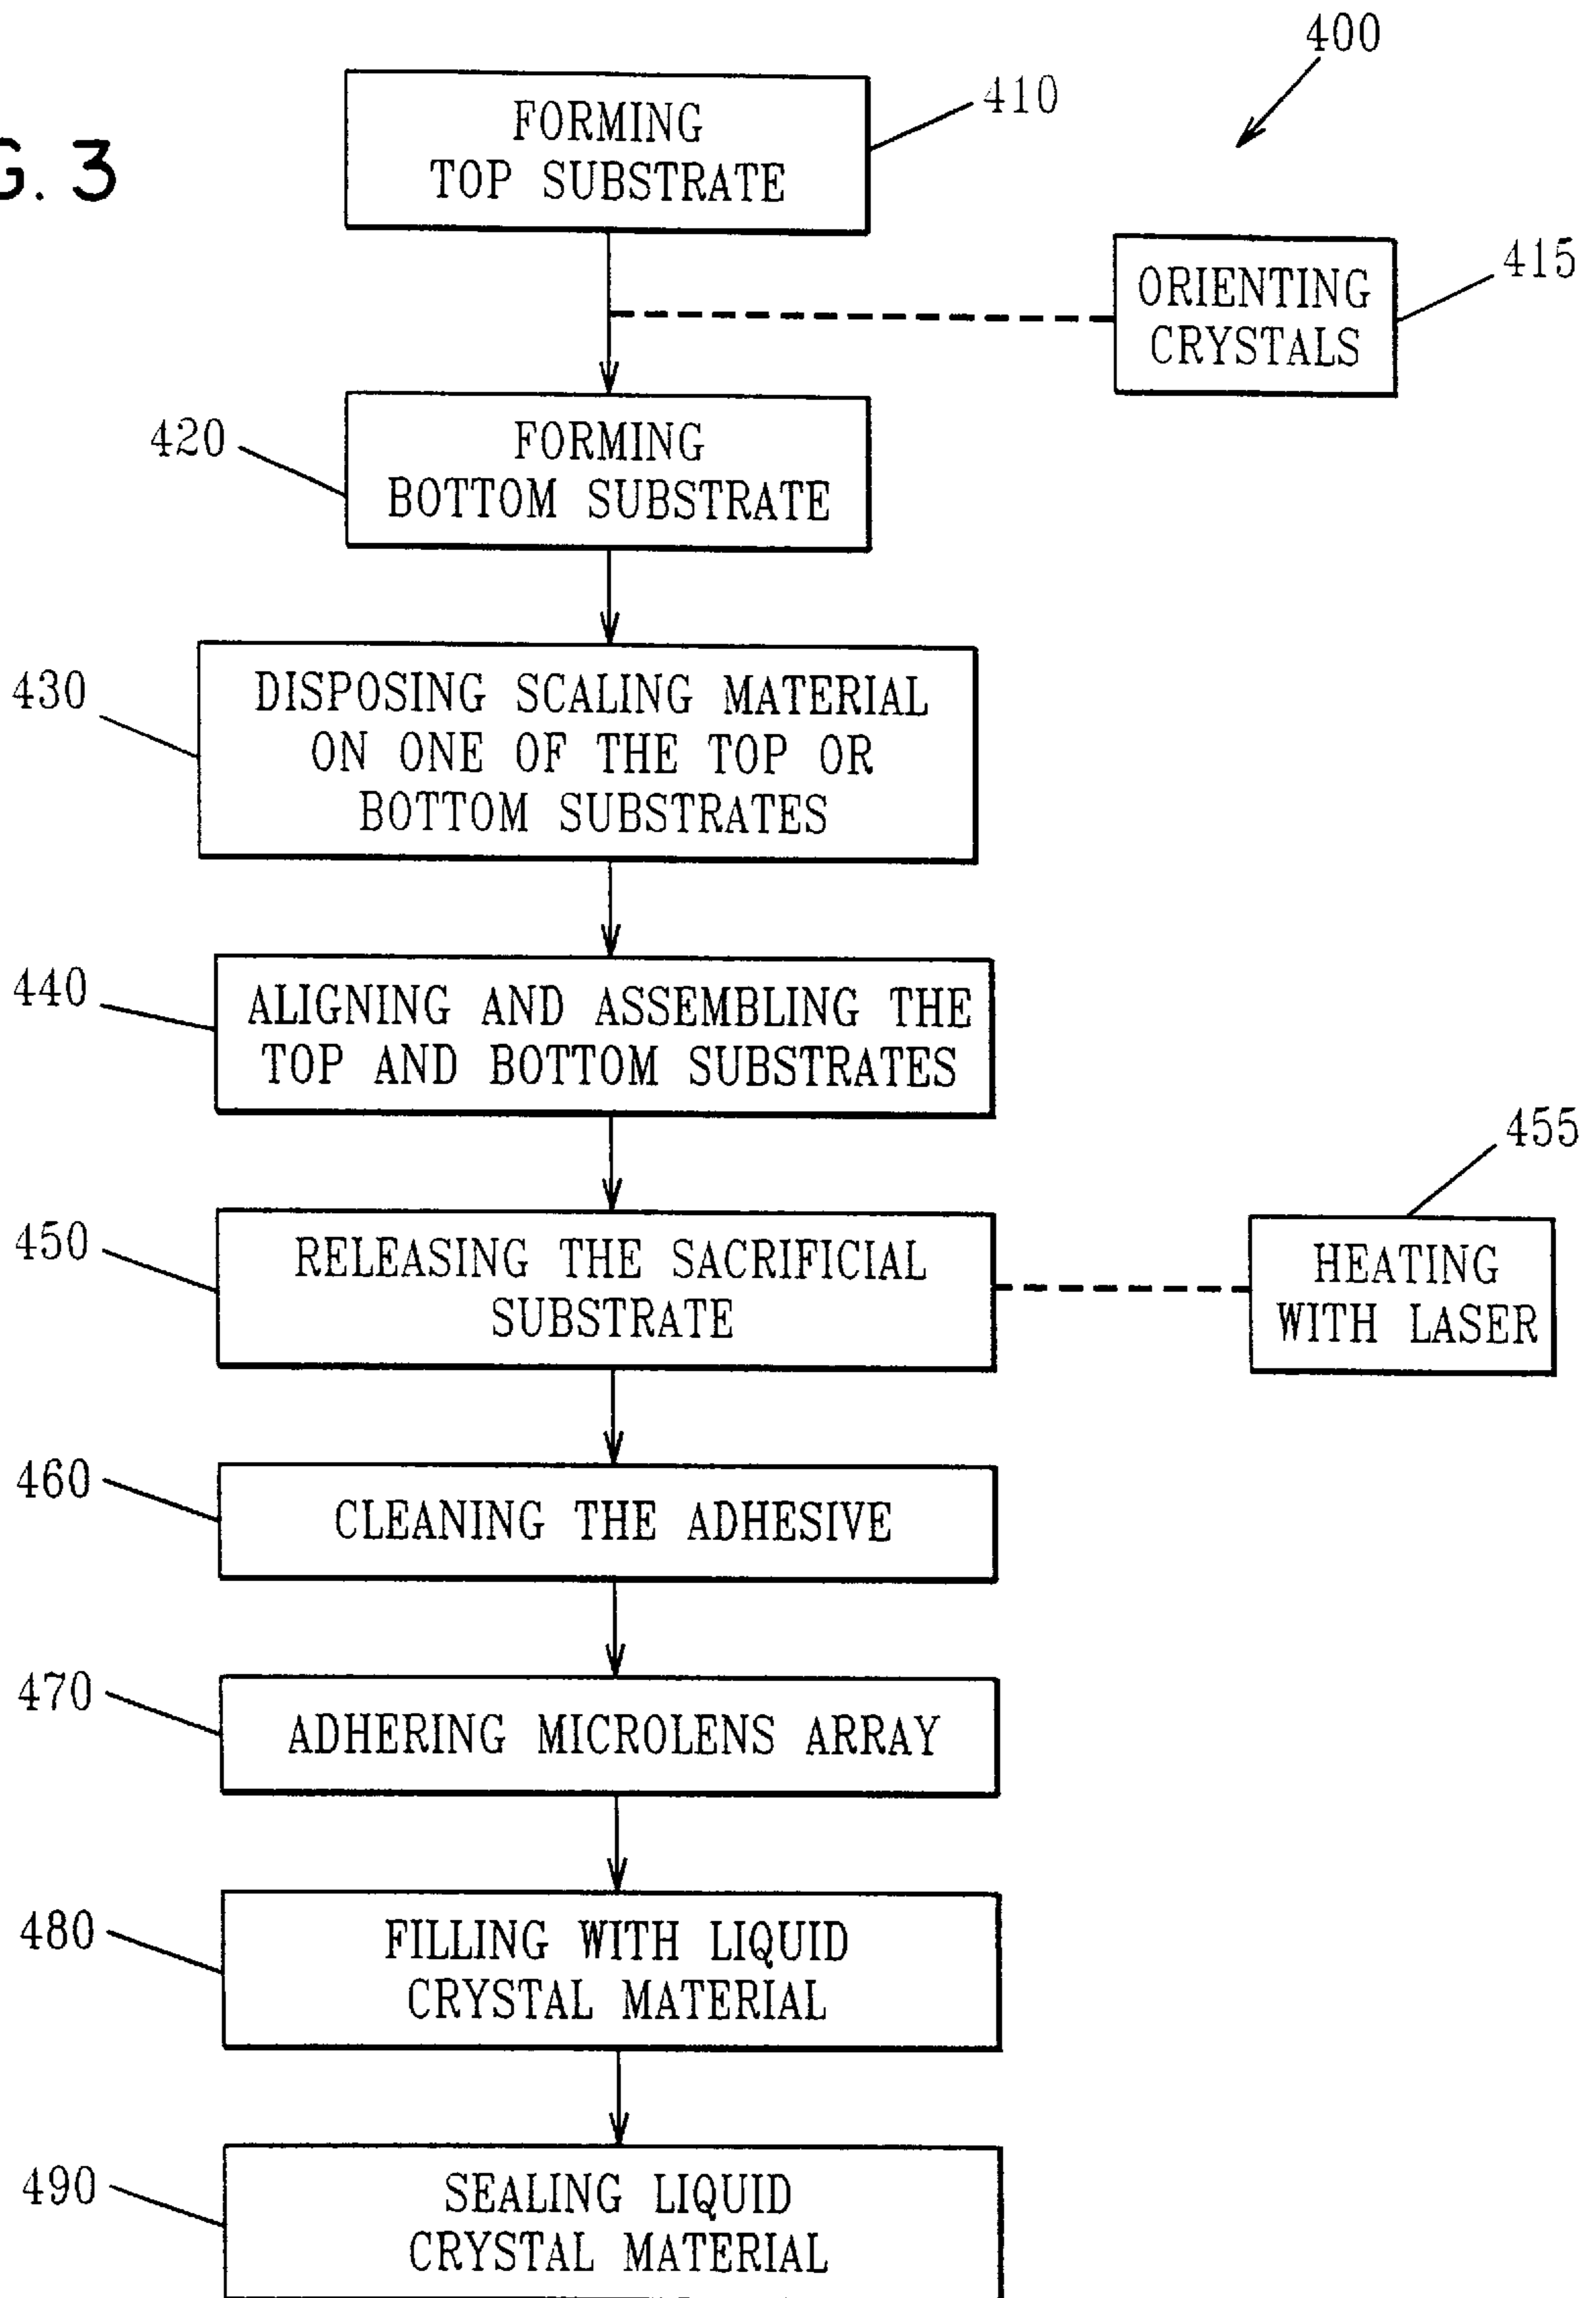 G. 3
400
FORMING
TOP SUBSTRATE
410
ORIENTING
CRYSTALS
415
420
FORMING
BOTTOM SUBSTRATE
430
DISPOSING SCALING MATERIAL
ON ONE OF THE TOP OR
BOTTOM SUBSTRATES
440
ALIGNING AND ASSEMBLING THE
TOP AND BOTTOM SUBSTRATES
450
RELEASING THE SACRIFICIAL
SUBSTRATE
455
HEATING
WITH LASER
460
CLEANING THE ADHESIVE
470
ADHERING MICROLENS ARRAY
480
FILLING WITH LIQUID
CRYSTAL MATERIAL
490
SEALING LIQUID
CRYSTAL MATERIAL